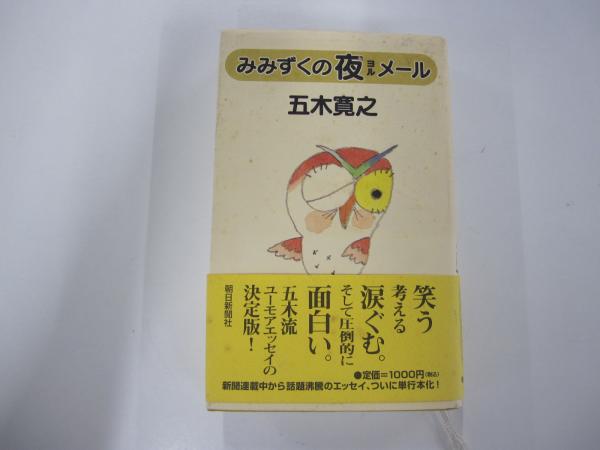 みみずくの夜ヨルメール
五木寛之
笑う
考える
涙ぐむ。
そして圧倒的に
面白い。
五木流
ユーモアエッセイの
決定版！
朝日新聞社
●定価＝1000円(税込)
新聞連載中から話題沸騰のエッセイ、ついに単行本化！